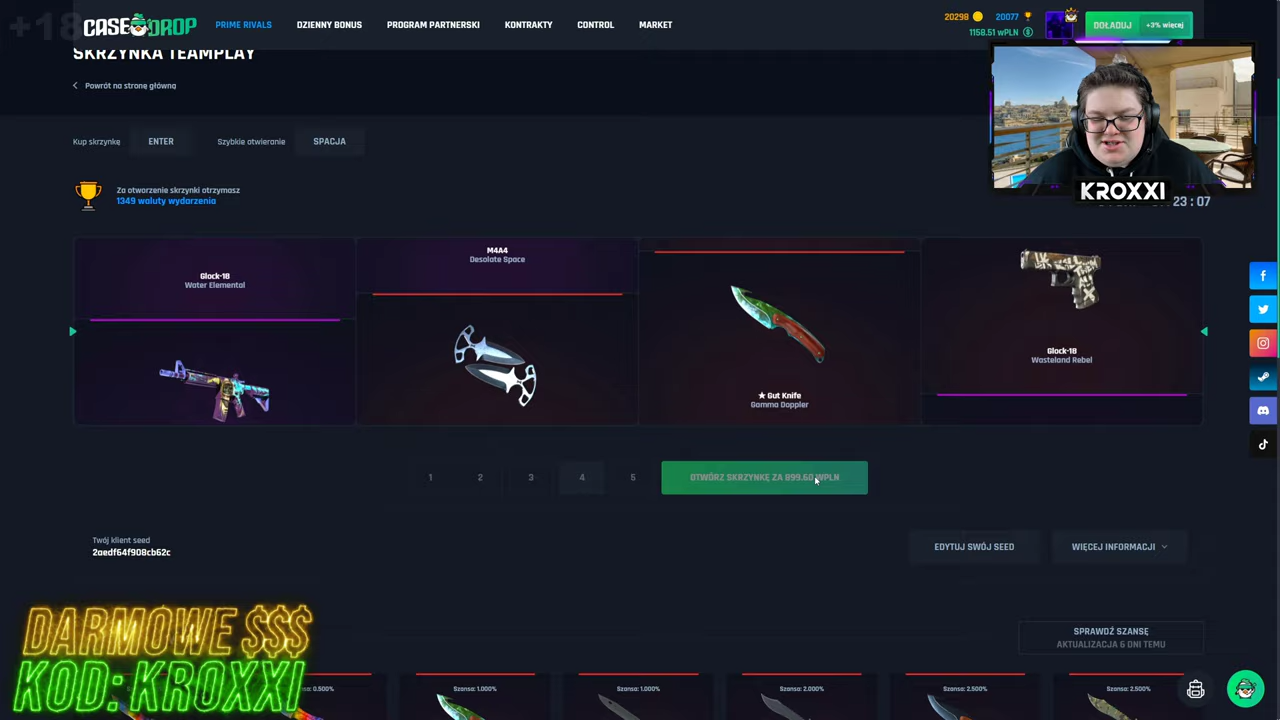 +18
CASE DROP
PRIME RIVALS
DZIENNY BONUS
PROGRAM PARTNERSKI
KONTRAKTY
CONTROL
MARKET
20298
20077
1158.51 wPLN
DOŁADUJ
+3% więcej
SKRZYNKA TEAMPLAY
Powrót na stronę główną
Kup skrzynkę
ENTER
Szybkie otwieranie
SPACJA
KROXXI
Za otworzenie skrzynki otrzymasz
1349 waluty wydarzenia
23 : 07
Glock-18
Water Elemental
M4A4
Desolate Space
★ Gut Knife
Gamma Doppler
Glock-18
Wasteland Rebel
1
2
3
4
5
OTWÓRZ SKRZYNKĘ ZA 899.60 WPLN
Twój klient seed
2aedf64f908cb62c
EDYTUJ SWÓJ SEED
WIĘCEJ INFORMACJI
DARMOWE $$$
KOD: KROXXI
SPRAWDŹ SZANSĘ
AKTUALIZACJA 6 DNI TEMU
0.500%
Szansa: 1.000%
Szansa: 1.000%
Szansa: 2.000%
Szansa: 2.500%
Szansa: 2.500%